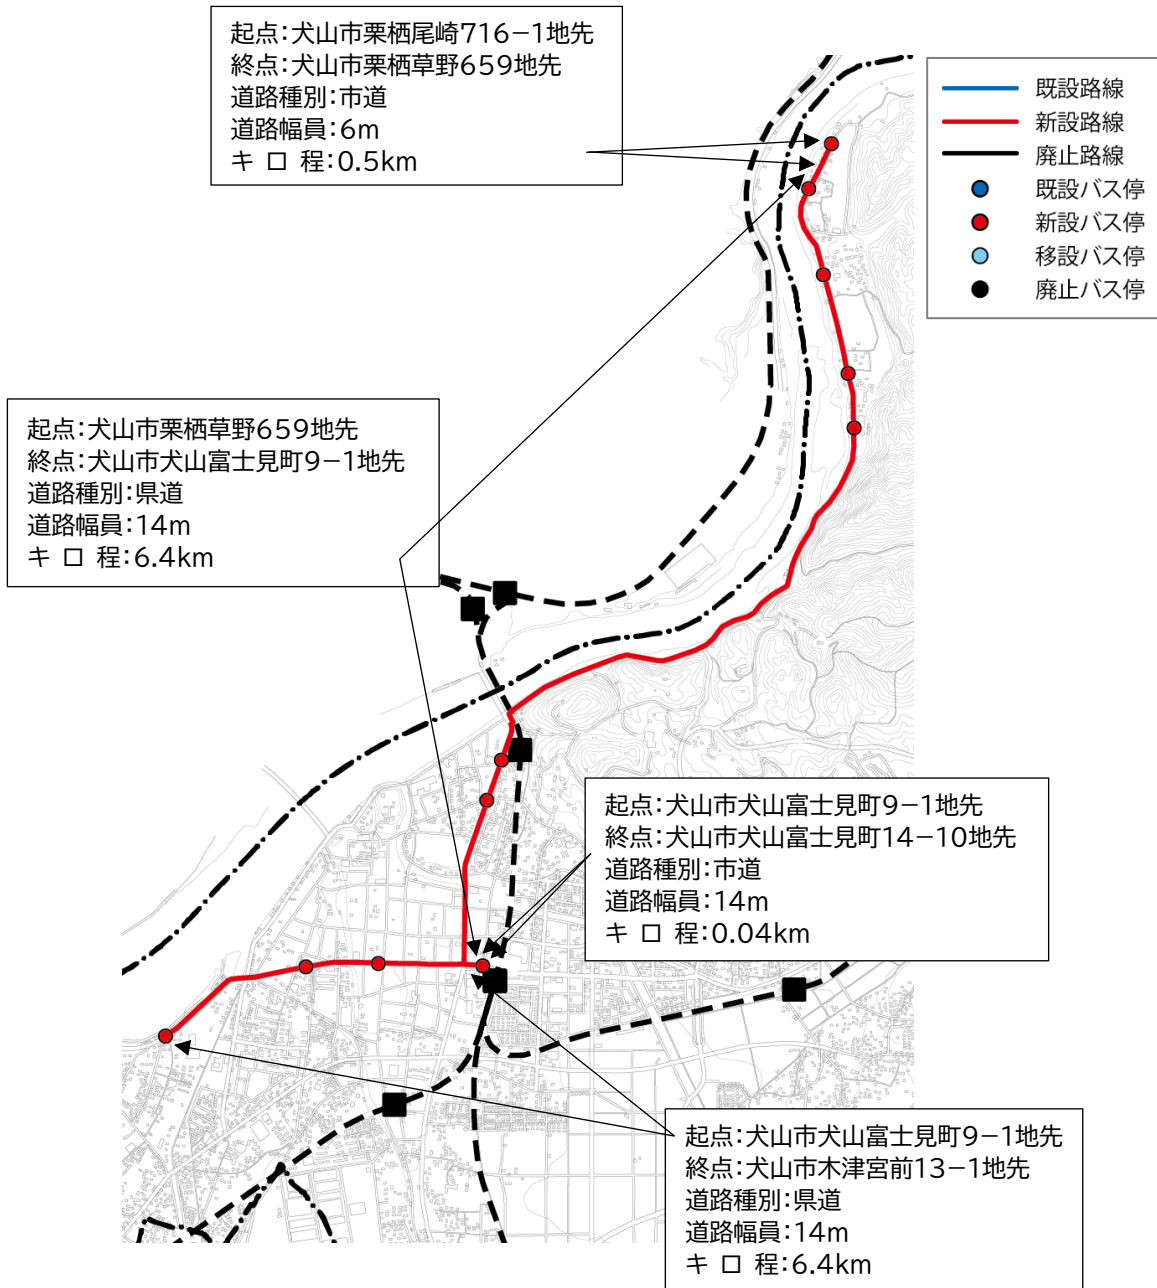 起点:犬山市栗栖尾崎716－1地先
終点:犬山市栗栖草野659地先
道路種別:市道
道路幅員:6m
キ ロ 程:0.5km
既設路線
新設路線
廃止路線
既設バス停
新設バス停
移設バス停
廃止バス停
起点:犬山市栗栖草野659地先
終点:犬山市犬山富士見町9－1地先
道路種別:県道
道路幅員:14m
キ ロ 程:6.4km
起点:犬山市犬山富士見町9－1地先
終点:犬山市犬山富士見町14－10地先
道路種別:市道
道路幅員:14m
キ ロ 程:0.04km
起点:犬山市犬山富士見町9－1地先
終点:犬山市木津宮前13－1地先
道路種別:県道
道路幅員:14m
キ ロ 程:6.4km